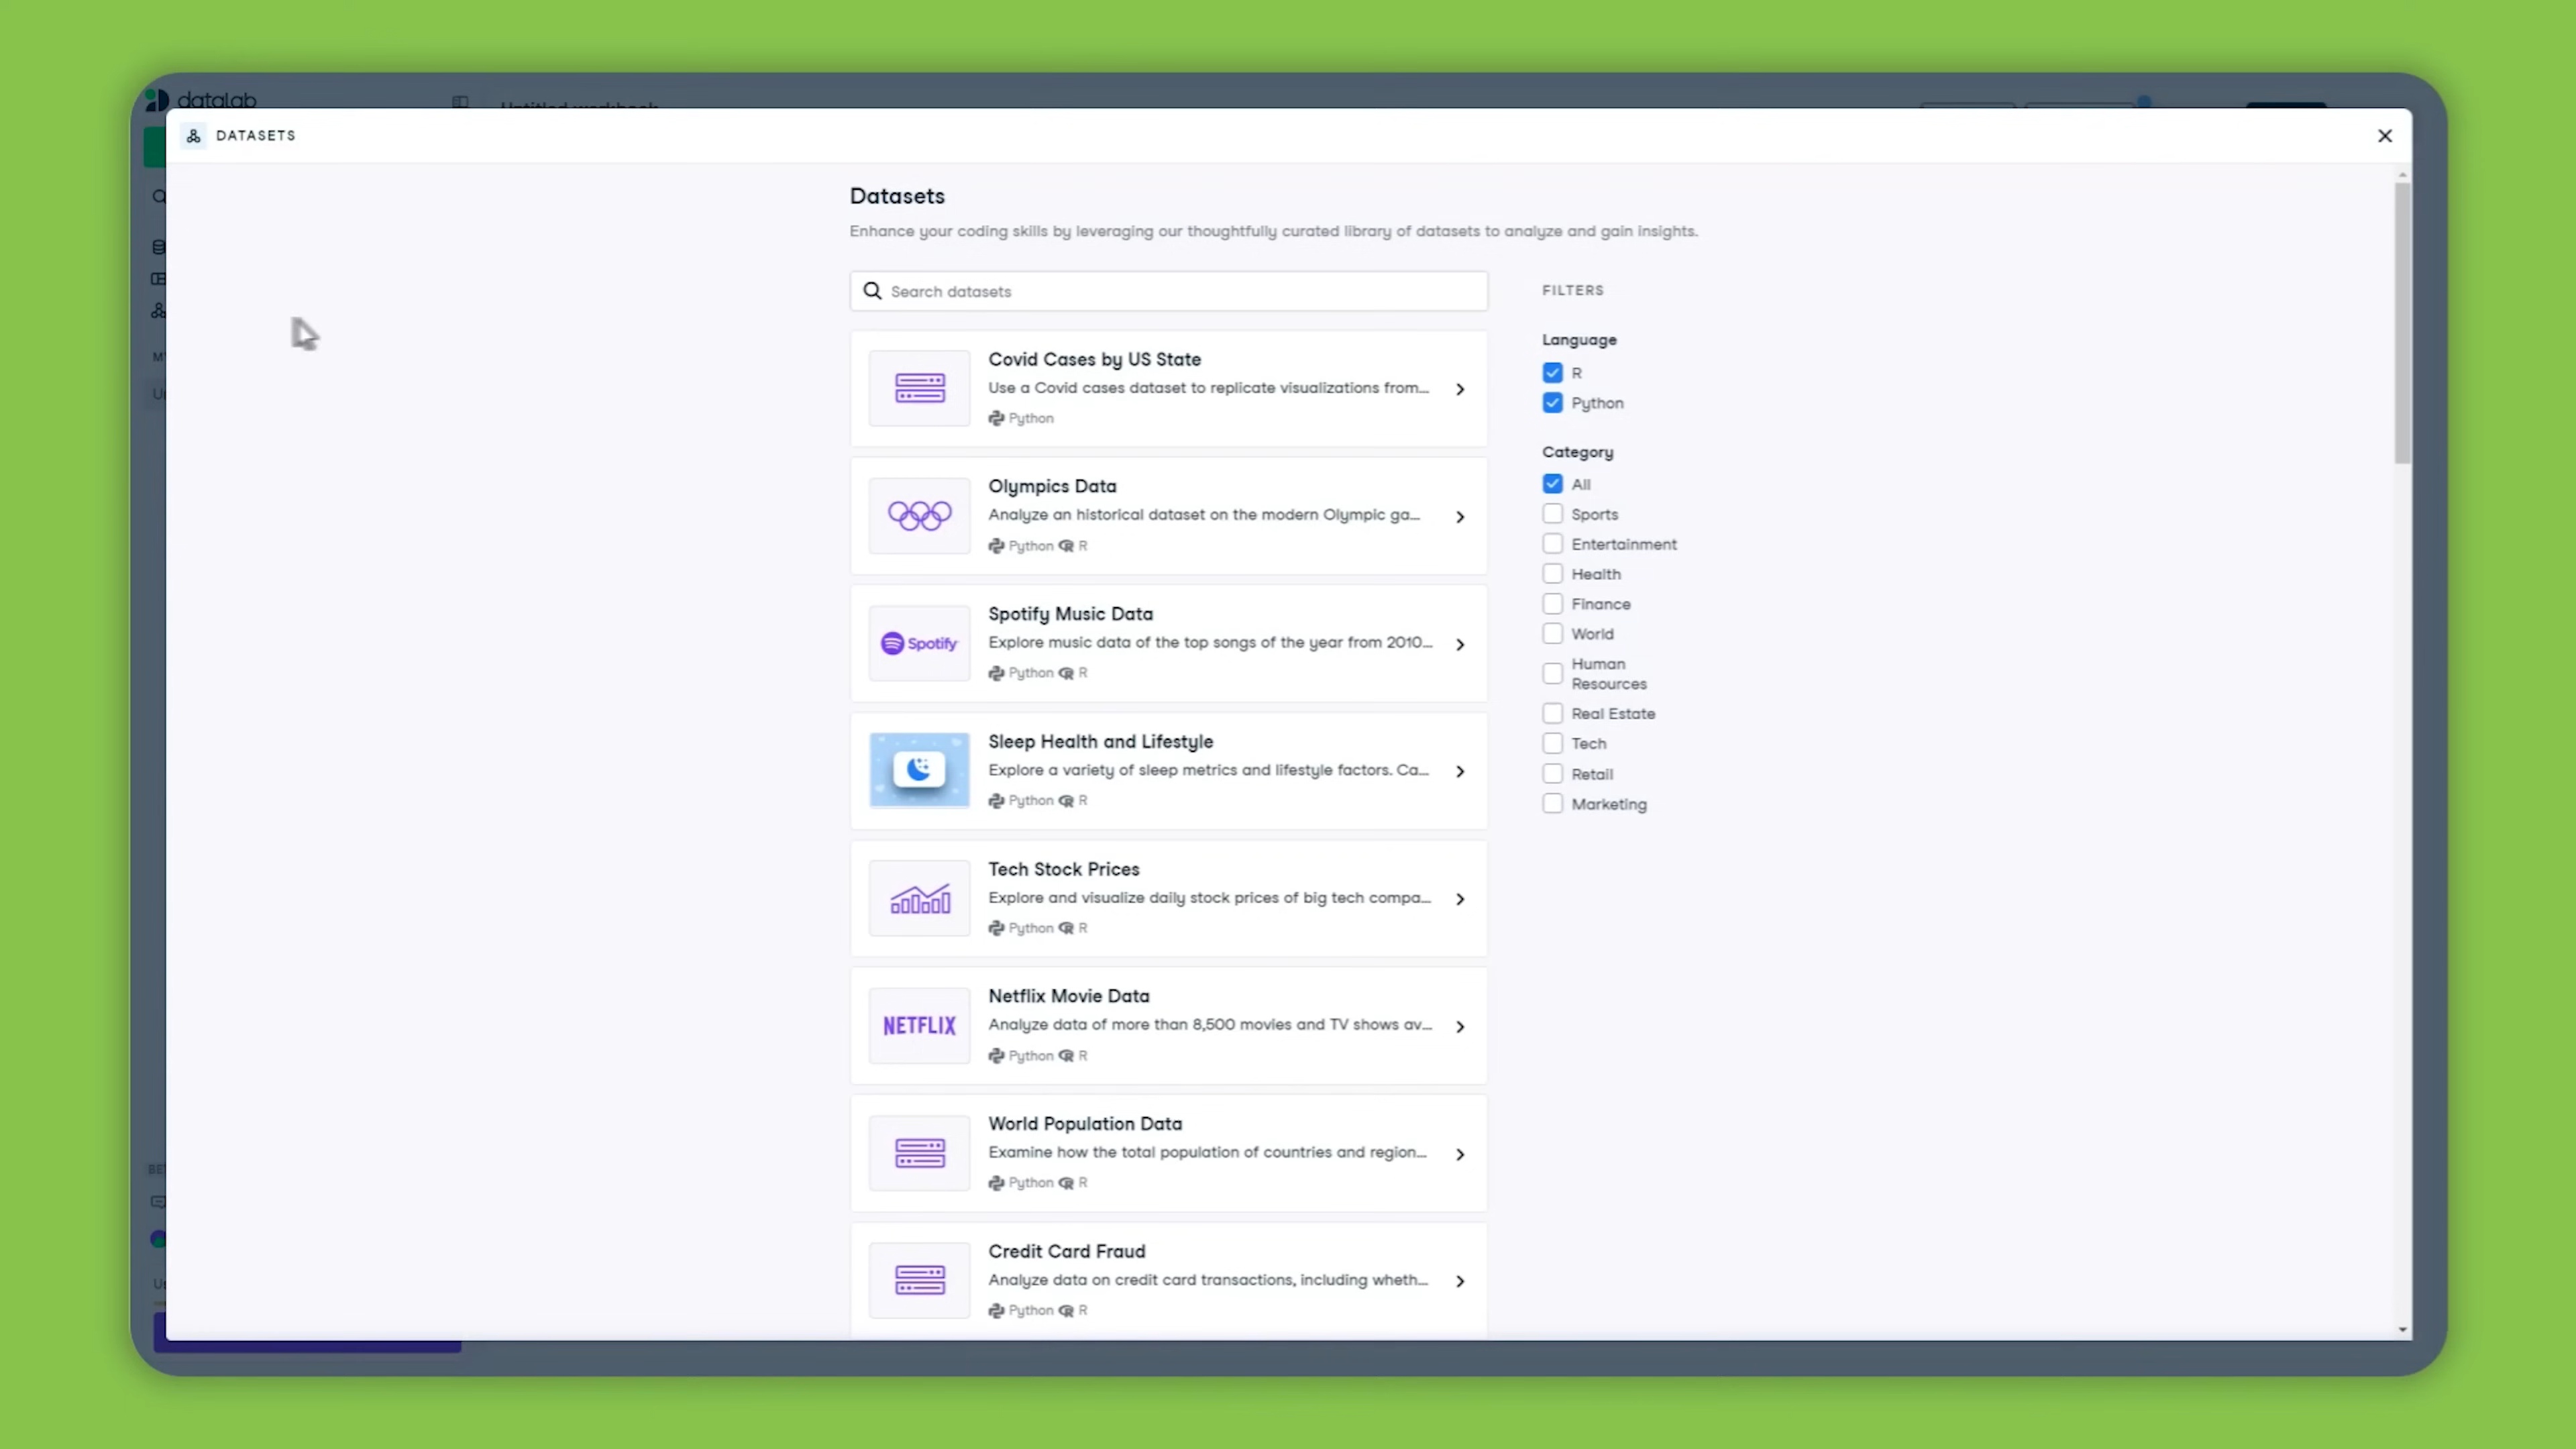 datalab
Untitled workbook
DATASETS
Datasets
Enhance your coding skills by leveraging our thoughtfully curated library of datasets to analyze and gain insights.
Search datasets
FILTERS
Language
R
Python
Category
All
Sports
Entertainment
Health
Finance
World
Human
Resources
Real Estate
Tech
Retail
Marketing
Covid Cases by US State
Use a Covid cases dataset to replicate visualizations from...
Python
Olympics Data
Analyze an historical dataset on the modern Olympic ga...
Python R
Spotify
Spotify Music Data
Explore music data of the top songs of the year from 2010...
Python R
Sleep Health and Lifestyle
Explore a variety of sleep metrics and lifestyle factors. Ca...
Python R
Tech Stock Prices
Explore and visualize daily stock prices of big tech compa...
Python R
NETFLIX
Netflix Movie Data
Analyze data of more than 8,500 movies and TV shows av...
Python R
World Population Data
Examine how the total population of countries and region...
Python R
Credit Card Fraud
Analyze data on credit card transactions, including wheth...
Python R